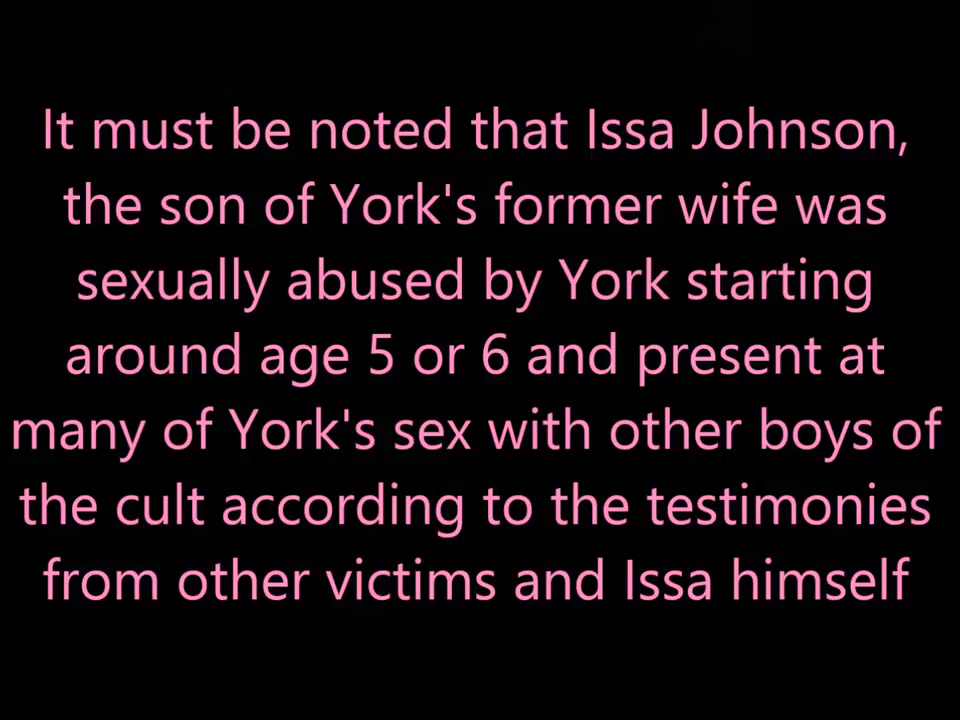 It must be noted that Issa Johnson,
the son of York's former wife was
sexually abused by York starting
around age 5 or 6 and present at
many of York's sex with other boys of
the cult according to the testimonies
from other victims and Issa himself